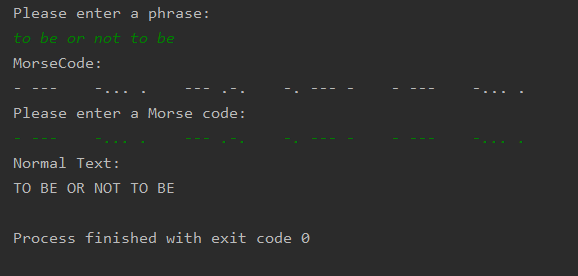 Please enter a phrase:
to be or not to be
MorseCode:
- ---    -... .    --- .-.    -. --- -    - ---    -... .
Please enter a Morse code:
- ---    -... .    --- .-.    -. --- -    - ---    -... .
Normal Text:
TO BE OR NOT TO BE
Process finished with exit code 0